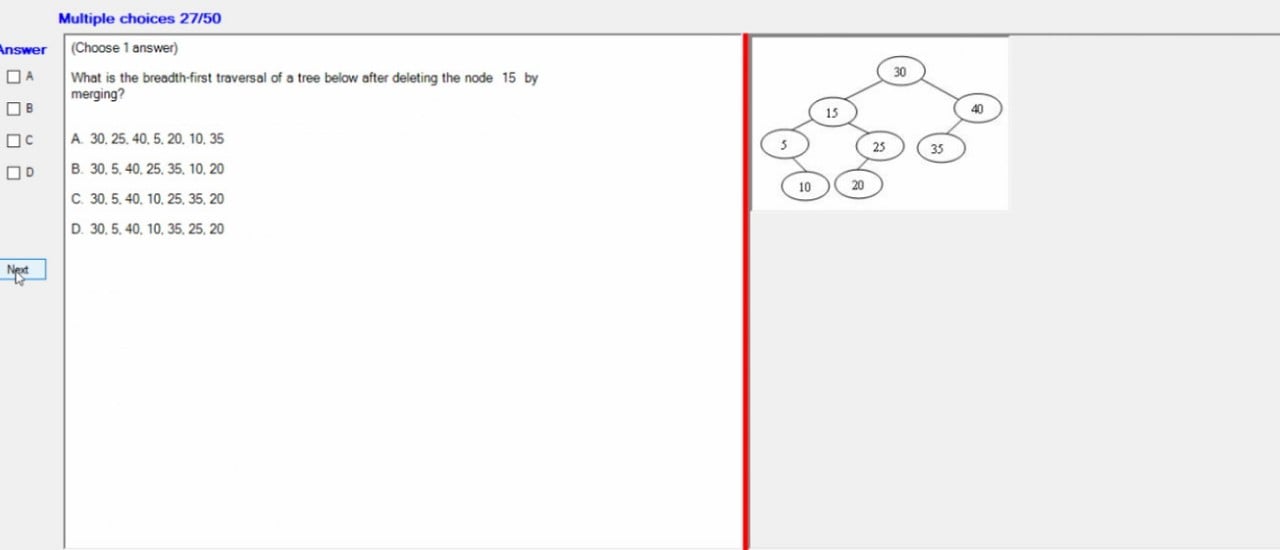 Multiple choices 27/50
Answer
A
B
C
D
Next
(Choose 1 answer)
What is the breadth-first traversal of a tree below after deleting the node 15 by
merging?
A. 30, 25, 40, 5, 20, 10, 35
B. 30, 5, 40, 25, 35, 10, 20
C. 30, 5, 40, 10, 25, 35, 20
D. 30, 5, 40, 10, 35, 25, 20
30
15 40
5 25 35
10 20